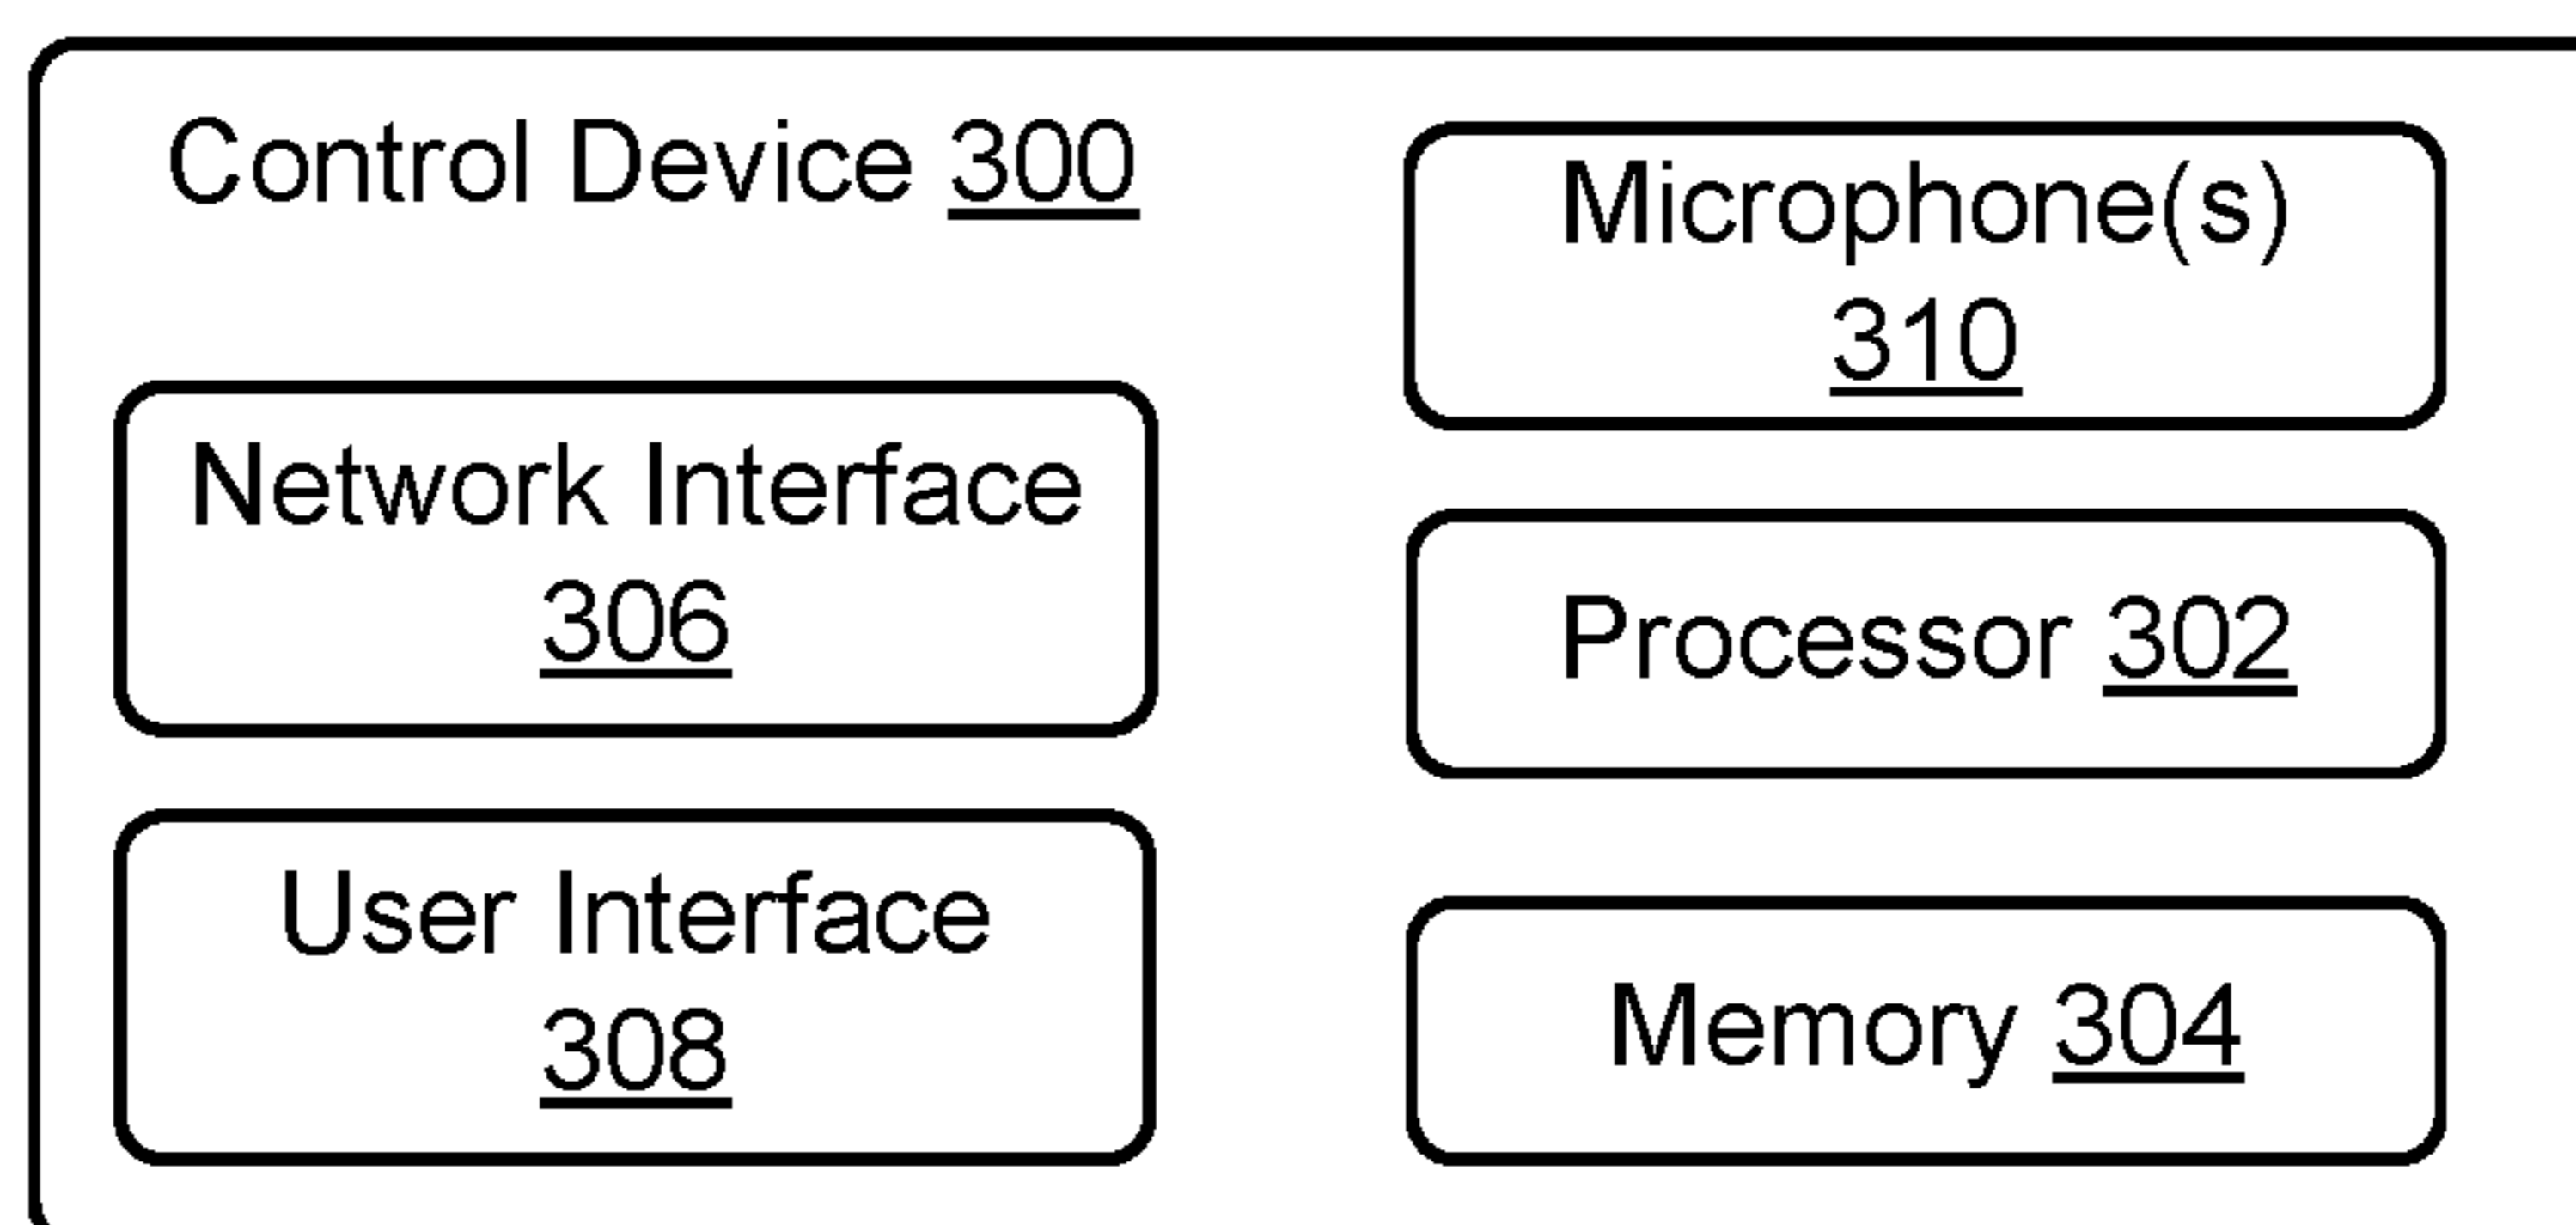 Control Device 300
Network Interface
306
User Interface
308
Microphone(s)
310
Processor 302
Memory 304